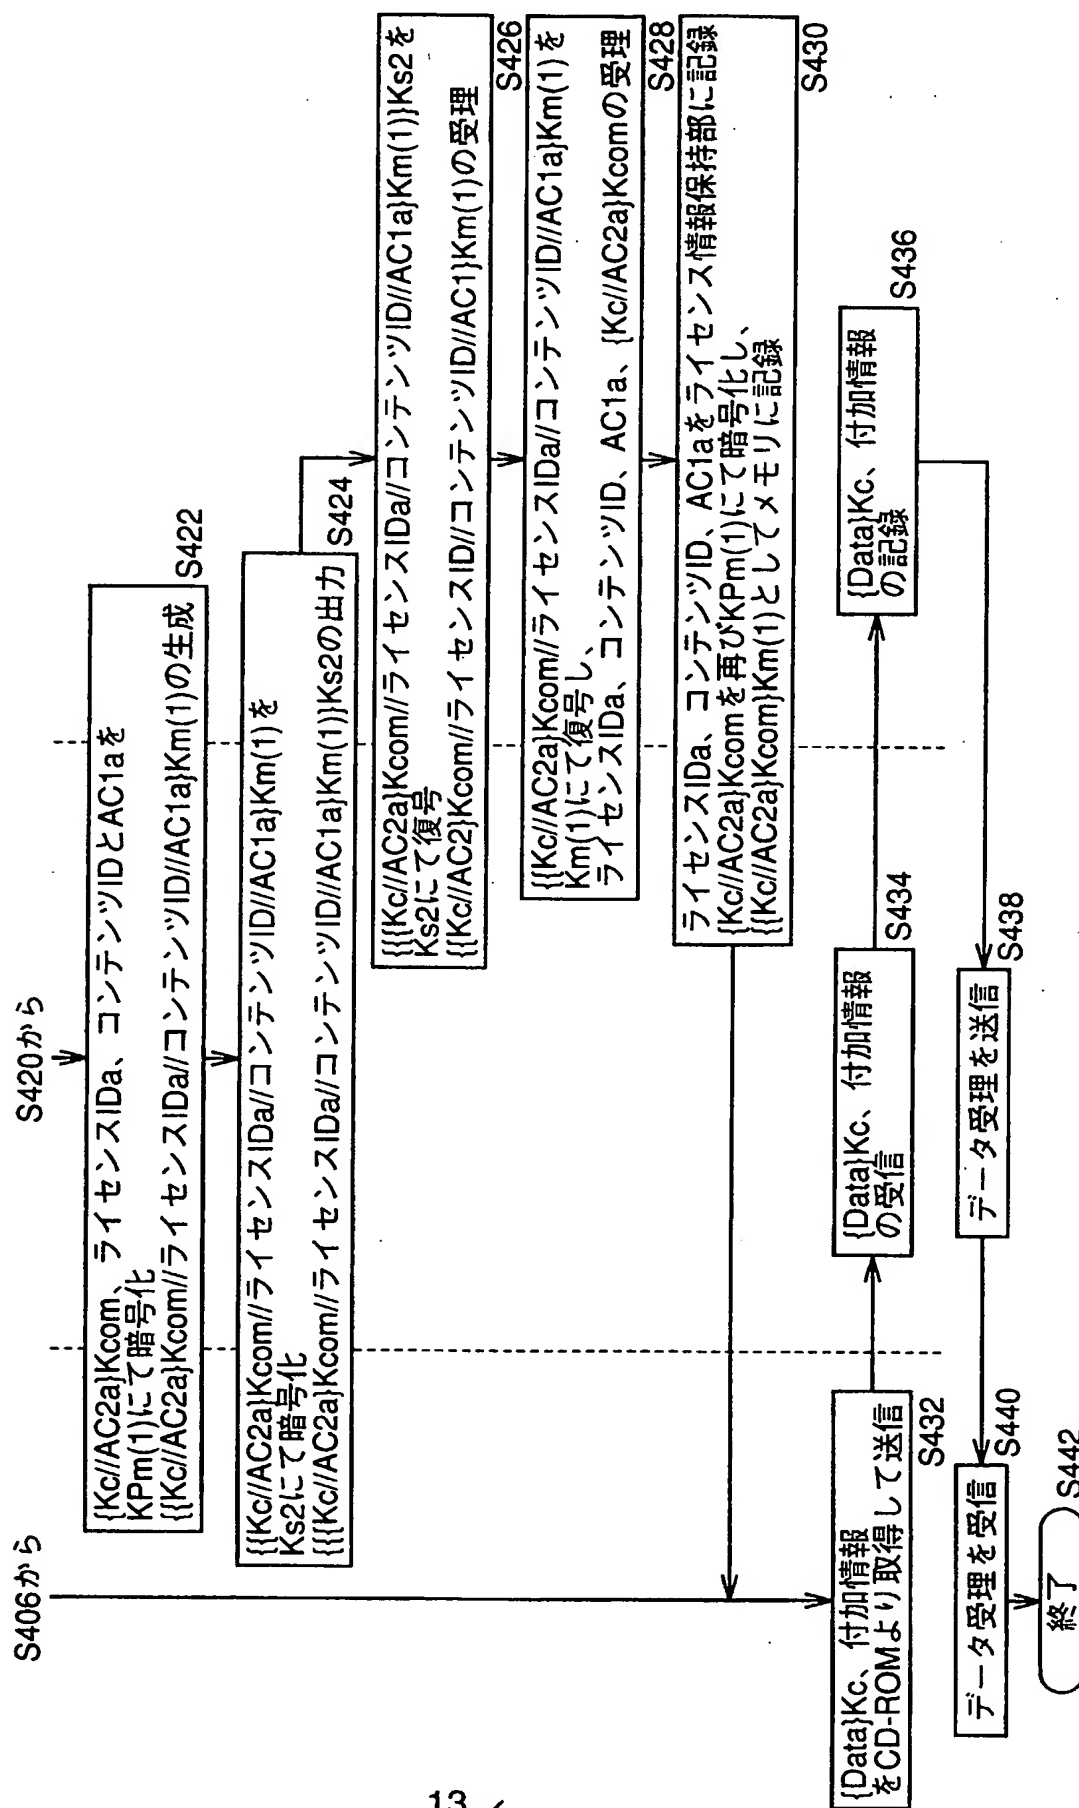 S406から
S420から
{Kc//AC2a}Kcom、ライセンスIDa、コンテンツIDとAC1aを
KPm(1)にて暗号化
{{Kc//AC2a}Kcom//ライセンスIDa//コンテンツID//AC1a}Km(1)の生成
S422
{{Kc//AC2a}Kcom//ライセンスIDa//コンテンツID//AC1a}Km(1)を
Ks2にて暗号化
{{{Kc//AC2a}Kcom//ライセンスIDa//コンテンツID//AC1a}Km(1)}Ks2の出力
S424
{{{Kc//AC2a}Kcom//ライセンスIDa//コンテンツID//AC1a}Km(1)}Ks2を
Ks2にて復号
{{Kc//AC2}Kcom//ライセンスID//コンテンツID//AC1}Km(1)の受理
S426
{{Kc//AC2a}Kcom//ライセンスIDa//コンテンツID//AC1a}Km(1)を
Km(1)にて復号し、
ライセンスIDa、コンテンツID、AC1a、{Kc//AC2a}Kcomの受理
S428
ライセンスIDa、コンテンツID、AC1aをライセンス情報保持部に記録
{Kc//AC2a}Kcomを再びKPm(1)にて暗号化し、
{{Kc//AC2a}Kcom}Km(1)としてメモリに記録
S430
{Data}Kc、付加情報
をCD-ROMより取得して送信
S432
{Data}Kc、付加情報
の受信
S434
{Data}Kc、付加情報
の記録
S436
データ受理を送信
S438
データ受理を受信
S440
終了
S442
13